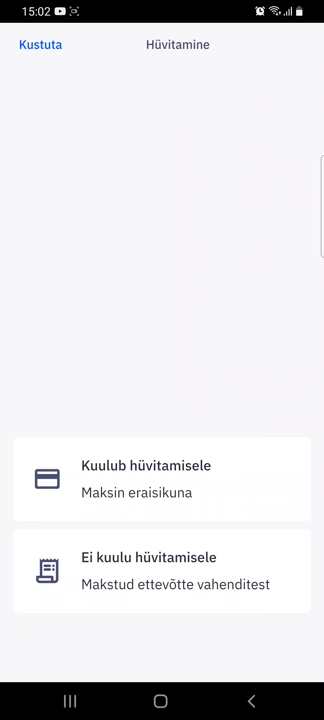 15:02
Kustuta
Hüvitamine
Kuulub hüvitamisele
Maksin eraisikuna
Ei kuulu hüvitamisele
Makstud ettevõtte vahenditest